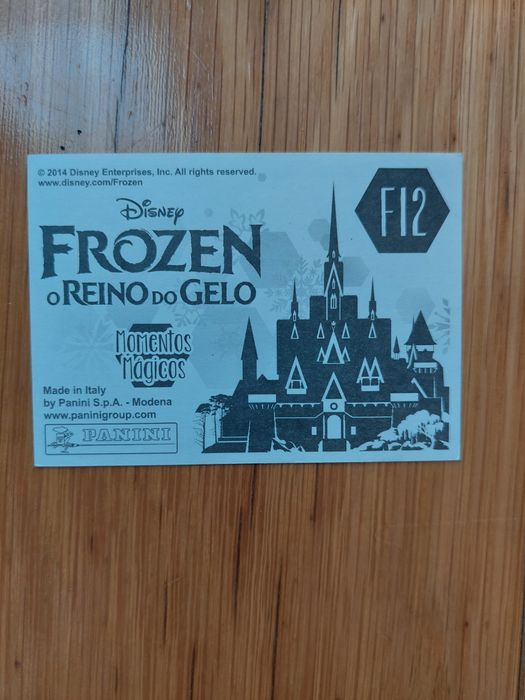 © 2014 Disney Enterprises, Inc. All rights reserved.
www.disney.com/Frozen
F12
Disney
FROZEN
O REINO DO GELO
Momentos
Mágicos
Made in Italy
by Panini S.p.A. - Modena
www.paninigroup.com
PANINI